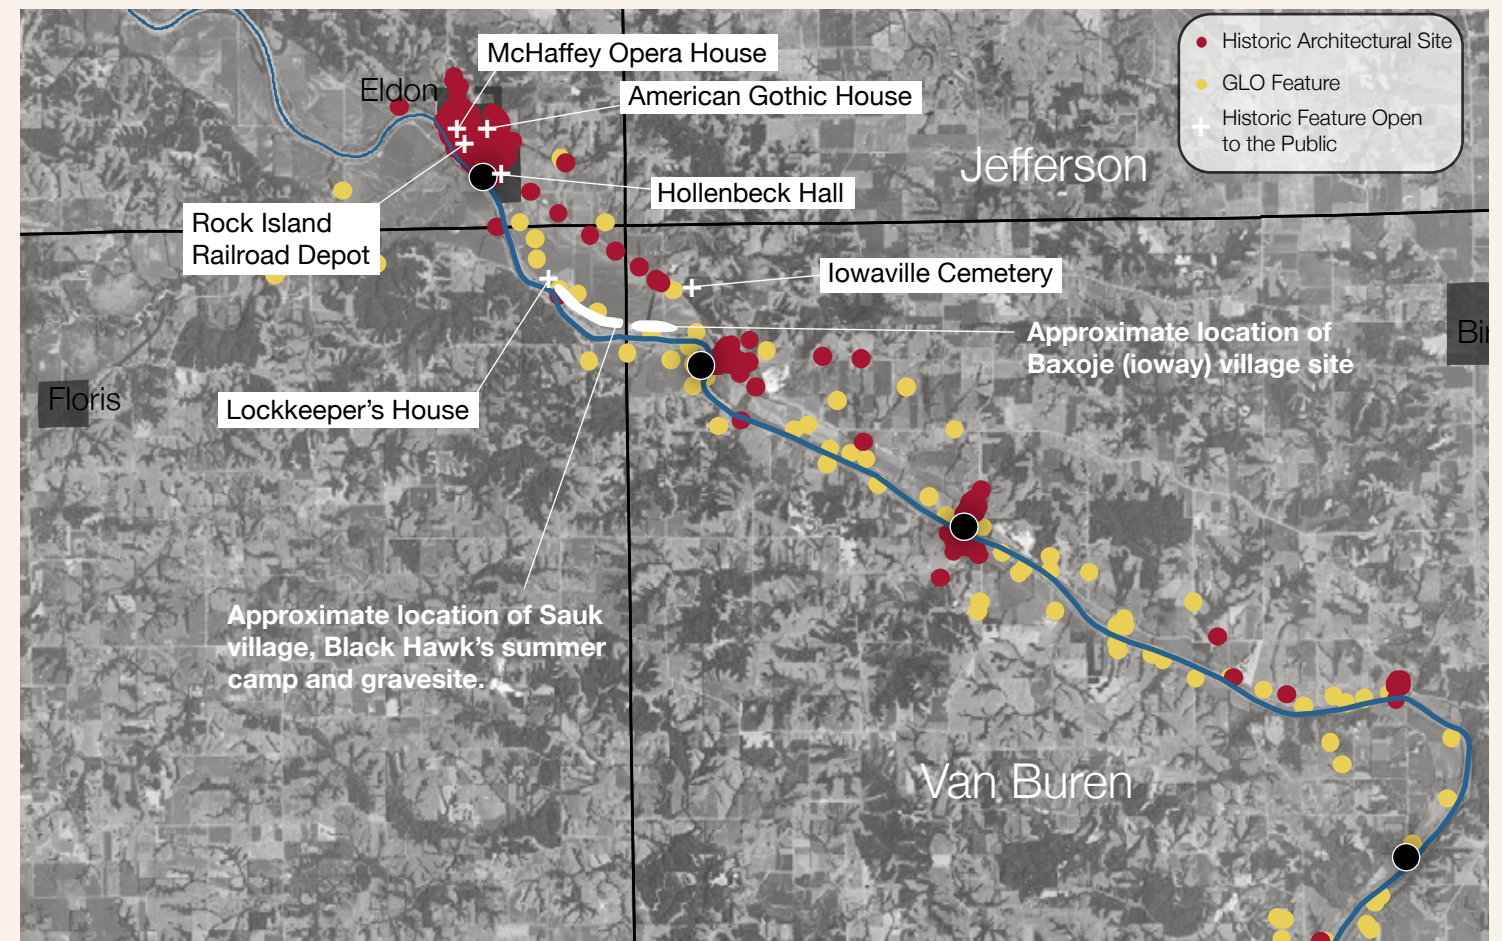 McHaffey Opera House
Historic Architectural Site
GLO Feature
Historic Feature Open
to the Public
Eldon
American Gothic House
Jefferson
Hollenbeck Hall
Rock Island
Railroad Depot
Iowaville Cemetery
Approximate location of
Baxoje (ioway) village site
Floris
Lockkeeper's House
Approximate location of Sauk
village, Black Hawk's summer
camp and gravesite.
Van Buren